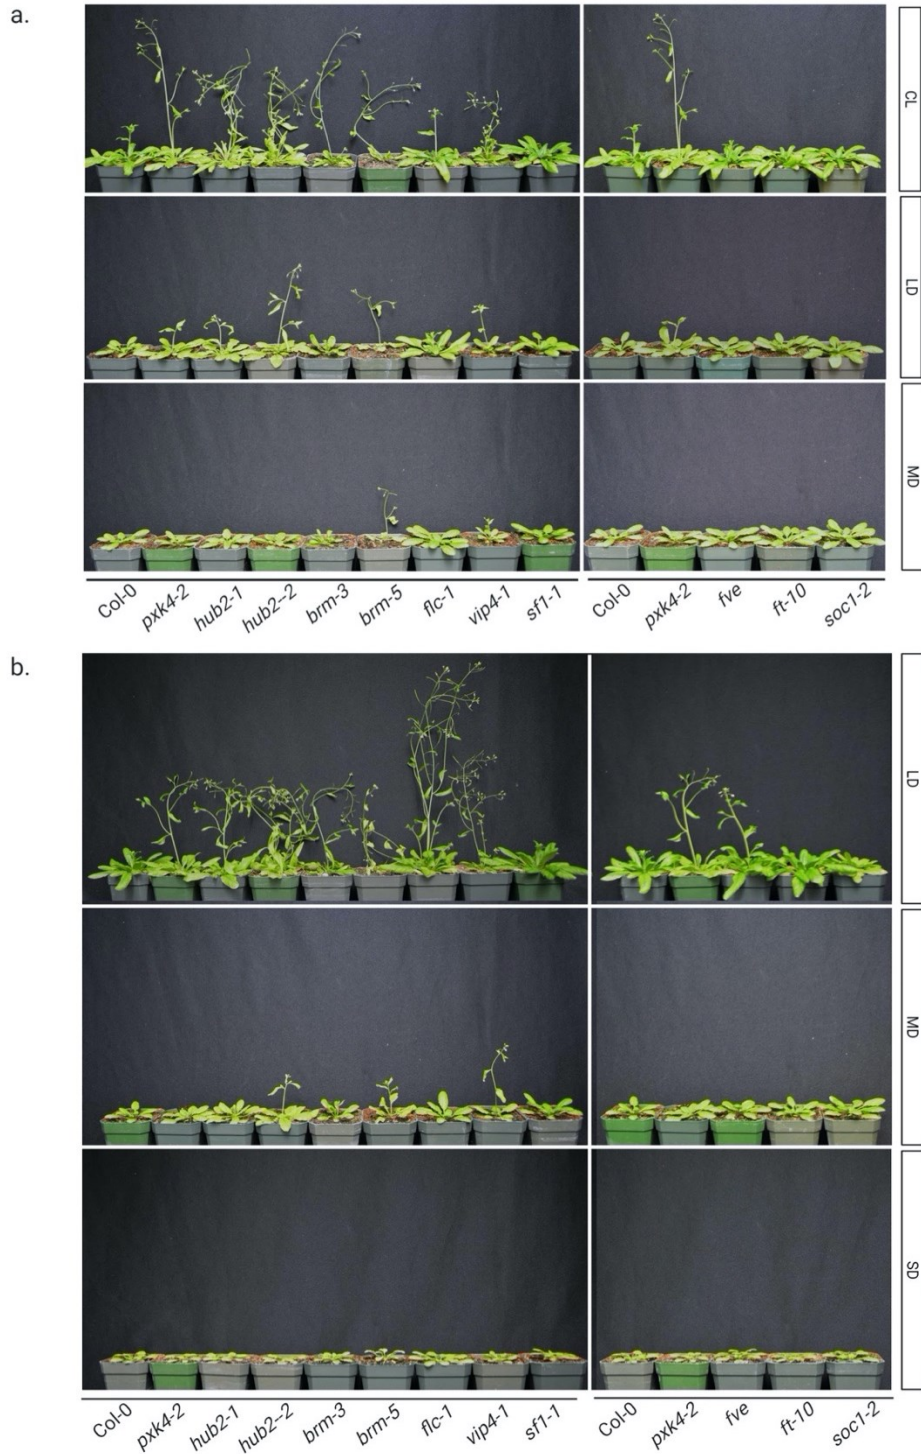 a.
CL
LD
MD
Col-0 pxk4-2 hub2-1 hub2--2 brm-3 brm-5 flc-1 vip4-1 sf1-1 Col-0 pxk4-2 fve ft-10 soc1-2
b.
LD
MD
SD
Col-0 pxk4-2 hub2-1 hub2--2 brm-3 brm-5 flc-1 vip4-1 sf1-1 Col-0 pxk4-2 fve ft-10 soc1-2